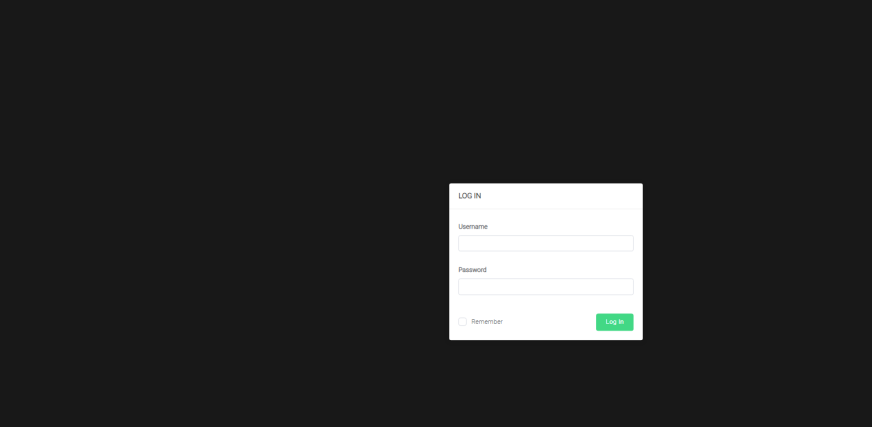 LOG IN
Username
Password
Remember
Log In